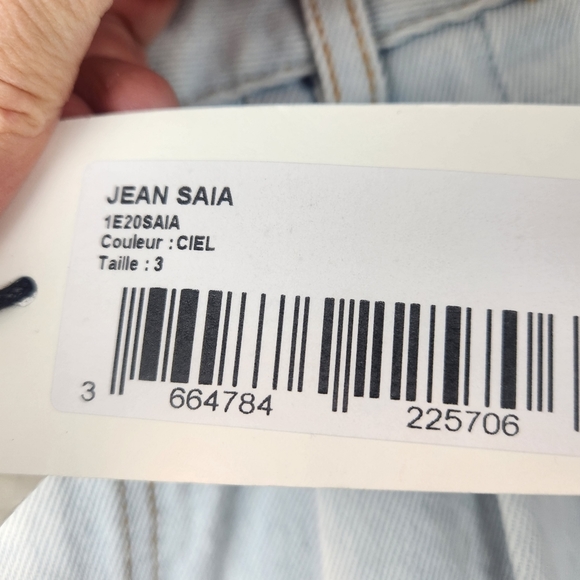 JEAN SAIA
1E20SAIA
Couleur : CIEL
Taille : 3
3 664784 225706